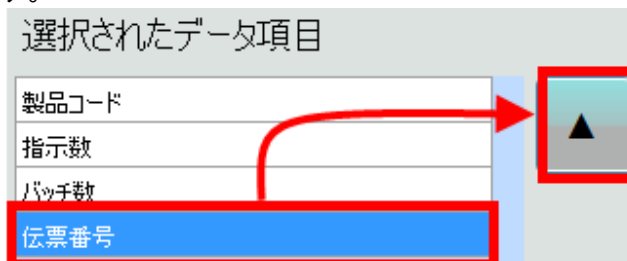 す。
選択されたデータ項目
製品コード
指示数
バッチ数
伝票番号
▲